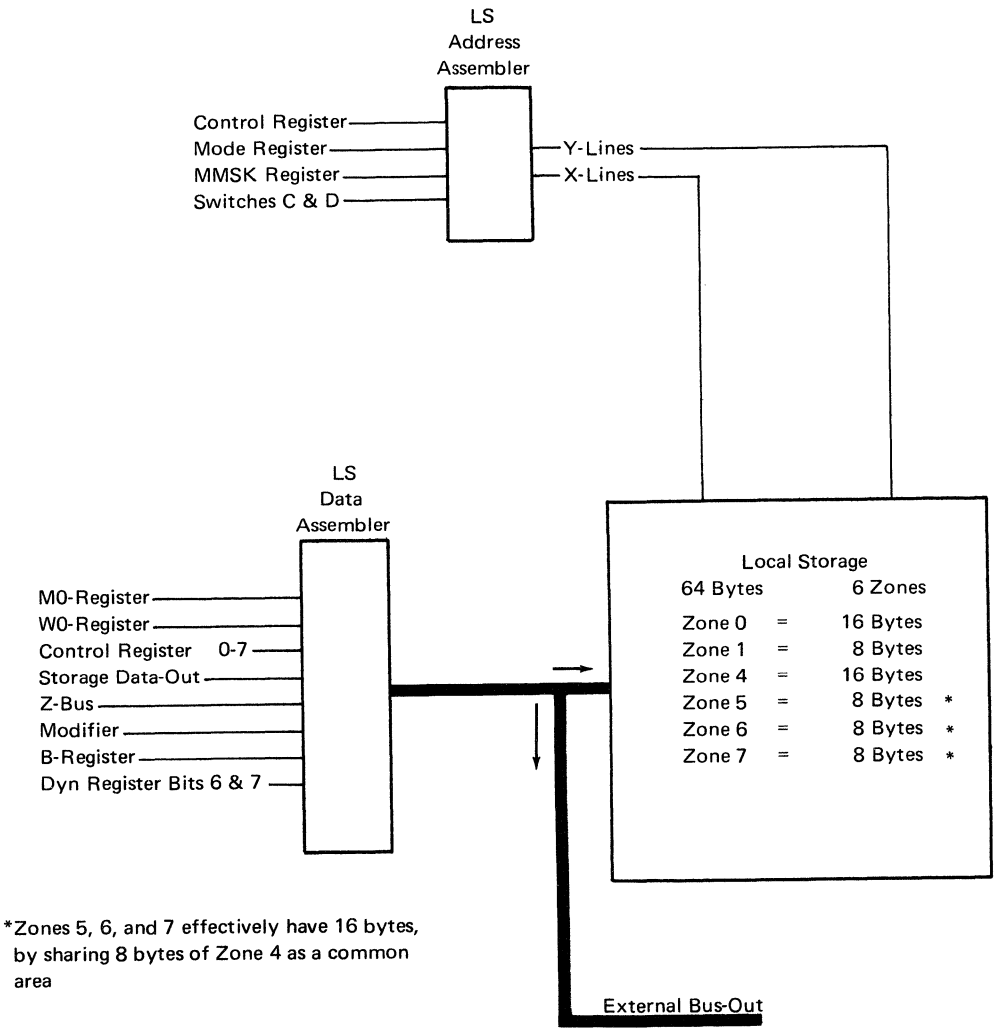 LS
Address
Assembler
Control Register
Mode Register
MMSK Register
Switches C & D
Y-Lines
X-Lines
LS
Data
Assembler
M0-Register
W0-Register
Control Register 0-7
Storage Data-Out
Z-Bus
Modifier
B-Register
Dyn Register Bits 6 & 7
Local Storage
64 Bytes 6 Zones
Zone 0 = 16 Bytes
Zone 1 = 8 Bytes
Zone 4 = 16 Bytes
Zone 5 = 8 Bytes *
Zone 6 = 8 Bytes *
Zone 7 = 8 Bytes *
*Zones 5, 6, and 7 effectively have 16 bytes,
by sharing 8 bytes of Zone 4 as a common
area
External Bus-Out